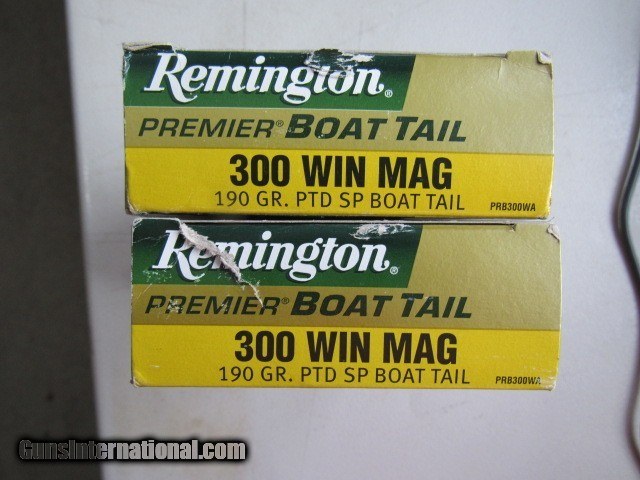 Remington®
PREMIER® BOAT TAIL
300 WIN MAG
190 GR. PTD SP BOAT TAIL PRB300WA
Remington®
PREMIER® BOAT TAIL
300 WIN MAG
190 GR. PTD SP BOAT TAIL PRB300WA
GunsInternational.com